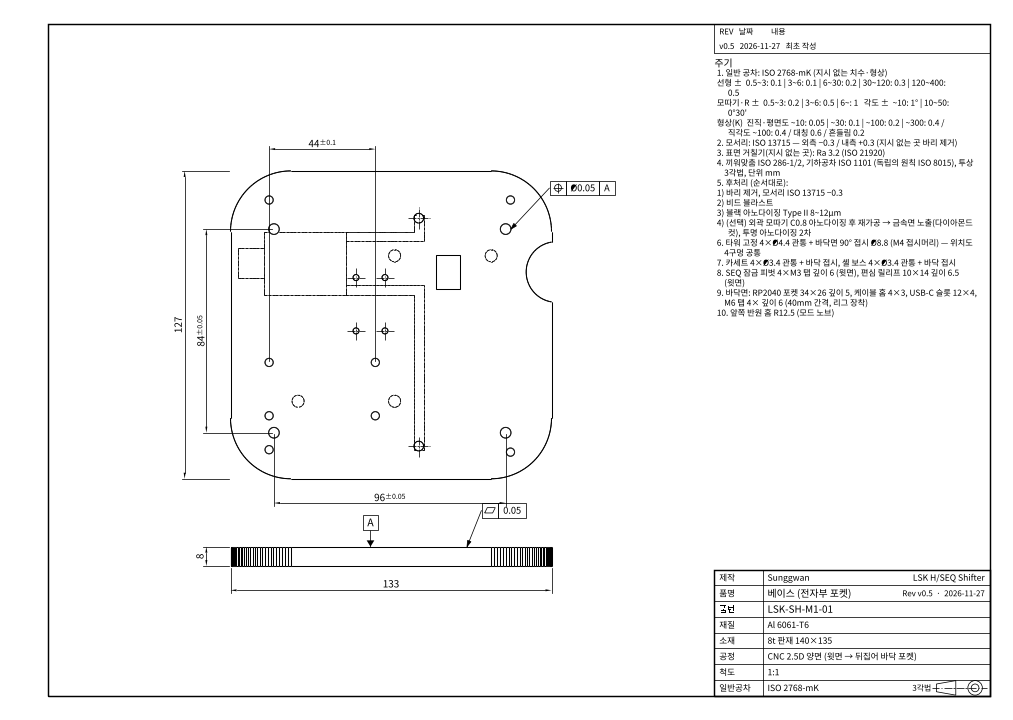 REV 날짜 내용
v0.5 2026-11-27 최초 작성
주기
1. 일반 공차: ISO 2768-mK (지시 없는 치수·형상)
선형 ± 0.5~3: 0.1 | 3~6: 0.1 | 6~30: 0.2 | 30~120: 0.3 | 120~400:
0.5
모따기·R ± 0.5~3: 0.2 | 3~6: 0.5 | 6~: 1 각도 ± ~10: 1° | 10~50:
0°30′
형상(K) 진직·평면도 ~10: 0.05 | ~30: 0.1 | ~100: 0.2 | ~300: 0.4 /
직각도 ~100: 0.4 / 대칭 0.6 / 흔들림 0.2
2. 모서리: ISO 13715 — 외측 −0.3 / 내측 +0.3 (지시 없는 곳 바리 제거)
3. 표면 거칠기(지시 없는 곳): Ra 3.2 (ISO 21920)
4. 끼워맞춤 ISO 286-1/2, 기하공차 ISO 1101 (독립의 원칙 ISO 8015), 투상
3각법, 단위 mm
5. 후처리 (순서대로):
1) 바리 제거, 모서리 ISO 13715 −0.3
2) 비드 블라스트
3) 블랙 아노다이징 Type II 8~12µm
4) (선택) 외곽 모따기 C0.8 아노다이징 후 재가공 → 금속면 노출(다이아몬드
컷), 투명 아노다이징 2차
6. 타워 고정 4×⌀4.4 관통 + 바닥면 90° 접시 ⌀8.8 (M4 접시머리) — 위치도
4구멍 공통
7. 카세트 4×⌀3.4 관통 + 바닥 접시, 셸 보스 4×⌀3.4 관통 + 바닥 접시
8. SEQ 잠금 피벗 4×M3 탭 깊이 6 (윗면), 편심 릴리프 10×14 깊이 6.5
(윗면)
9. 바닥면: RP2040 포켓 34×26 깊이 5, 케이블 홈 4×3, USB-C 슬롯 12×4,
M6 탭 4× 깊이 6 (40mm 간격, 리그 장착)
10. 앞쪽 반원 홈 R12.5 (모드 노브)
44±0.1
⌀0.05 A
127
84±0.05
96±0.05
0.05
A
8
133
제작 Sunggwan LSK H/SEQ Shifter
품명 베이스 (전자부 포켓) Rev v0.5 · 2026-11-27
품번 LSK-SH-M1-01
재질 Al 6061-T6
소재 8t 판재 140×135
공정 CNC 2.5D 양면 (윗면 → 뒤집어 바닥 포켓)
척도 1:1
일반공차 ISO 2768-mK 3각법